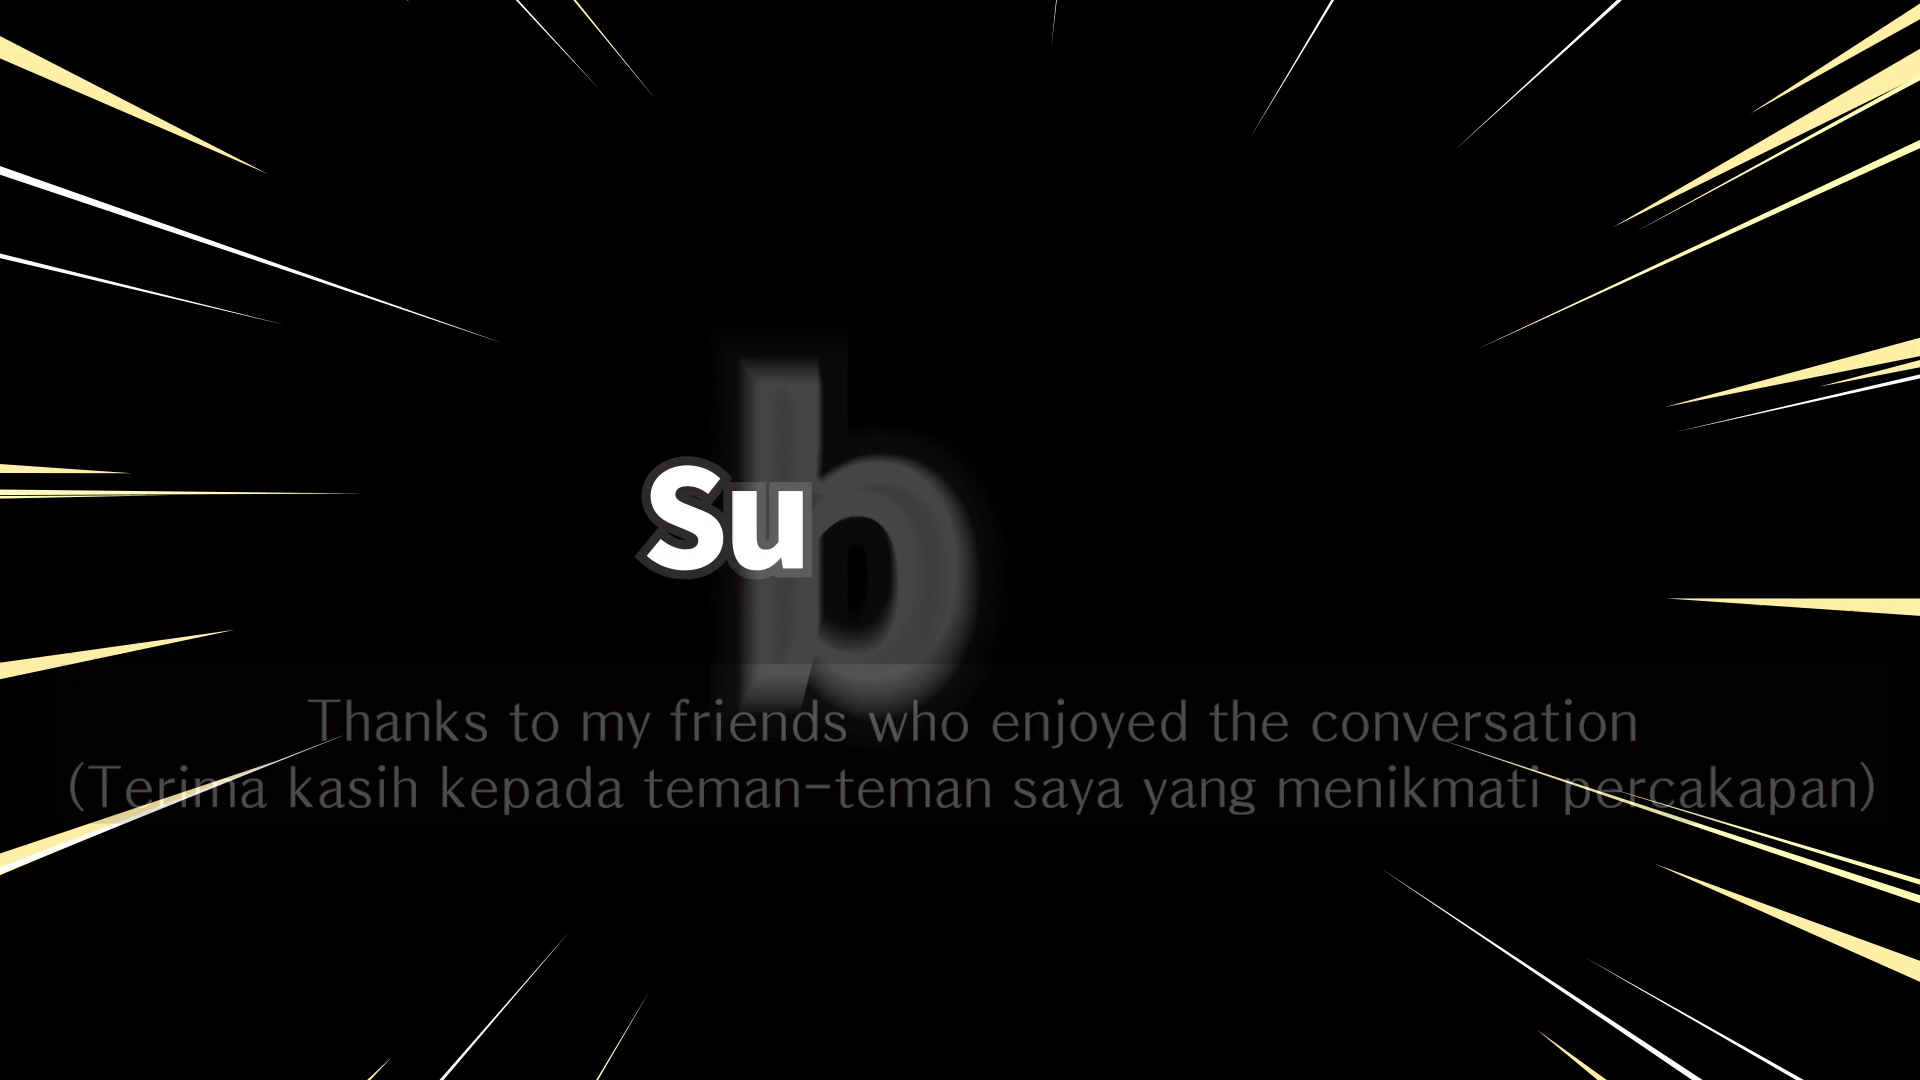 Sub
Thanks to my friends who enjoyed the conversation
(Terima kasih kepada teman-teman saya yang menikmati percakapan)